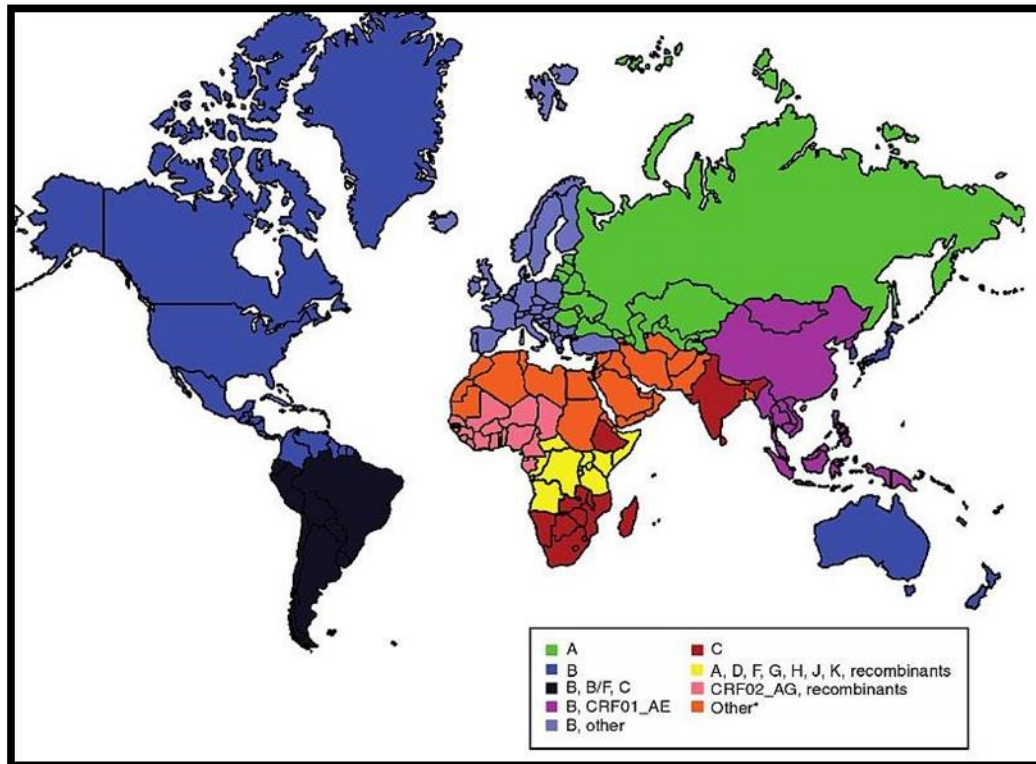 A
B
B, B/F, C
B, CRF01_AE
B, other
C
A, D, F, G, H, J, K, recombinants
CRF02_AG, recombinants
Other*